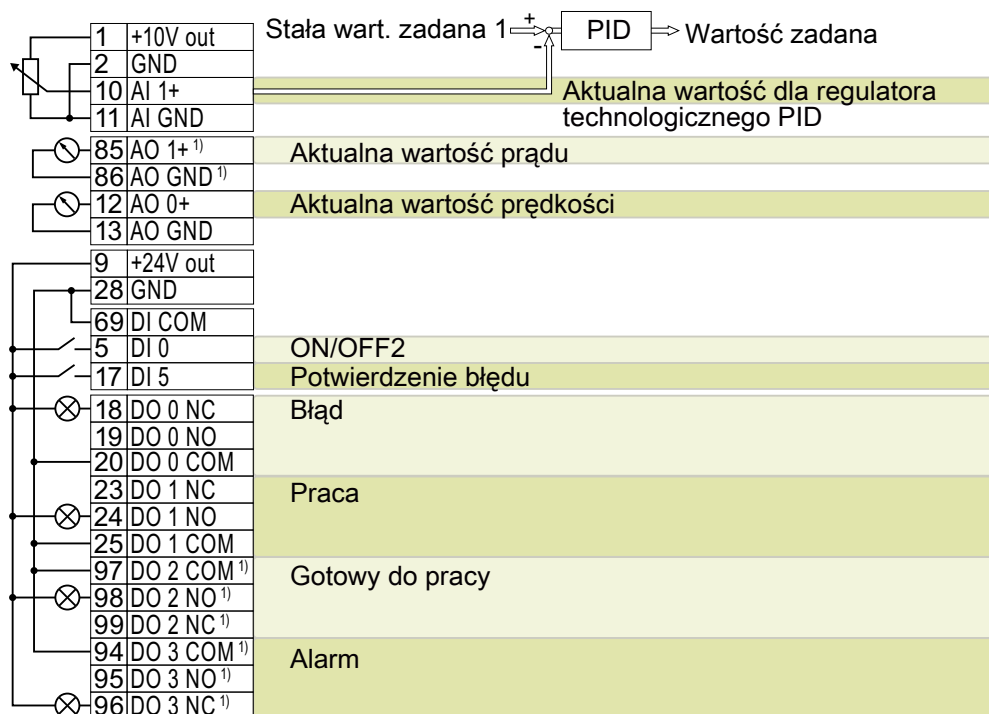 Stała wart. zadana 1 + - PID Wartość zadana
1 +10V out
2 GND
10 AI 1+ Aktualna wartość dla regulatora
11 AI GND technologicznego PID
85 AO 1+ 1) Aktualna wartość prądu
86 AO GND 1)
12 AO 0+ Aktualna wartość prędkości
13 AO GND
9 +24V out
28 GND
69 DI COM
5 DI 0 ON/OFF2
17 DI 5 Potwierdzenie błędu
18 DO 0 NC Błąd
19 DO 0 NO
20 DO 0 COM
23 DO 1 NC Praca
24 DO 1 NO
25 DO 1 COM
97 DO 2 COM 1) Gotowy do pracy
98 DO 2 NO 1)
99 DO 2 NC 1)
94 DO 3 COM 1) Alarm
95 DO 3 NO 1)
96 DO 3 NC 1)